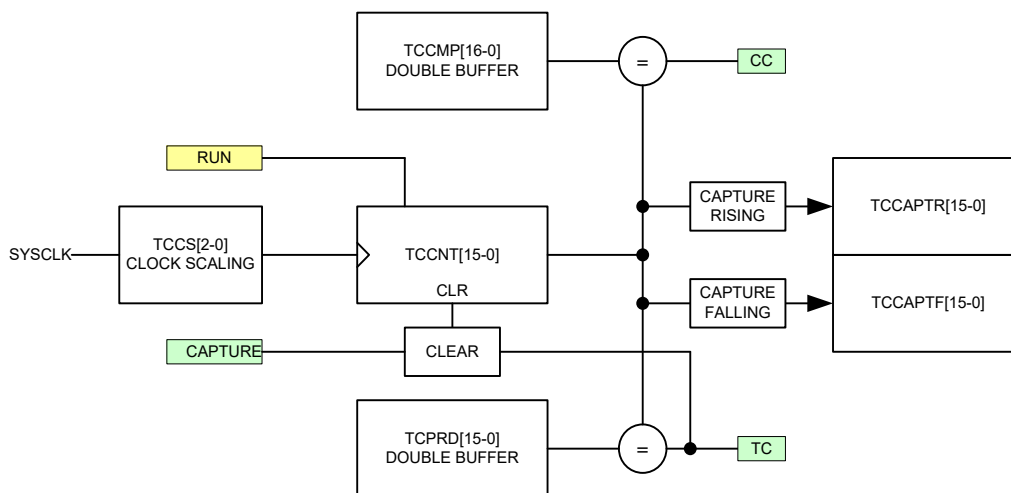 TCCMP[16-0]
DOUBLE BUFFER
=
CC
RUN
CAPTURE
RISING
TCCAPTR[15-0]
SYSCLK
TCCS[2-0]
CLOCK SCALING
TCCNT[15-0]
CLR
CAPTURE
FALLING
TCCAPTF[15-0]
CAPTURE
CLEAR
TCPRD[15-0]
DOUBLE BUFFER
=
TC